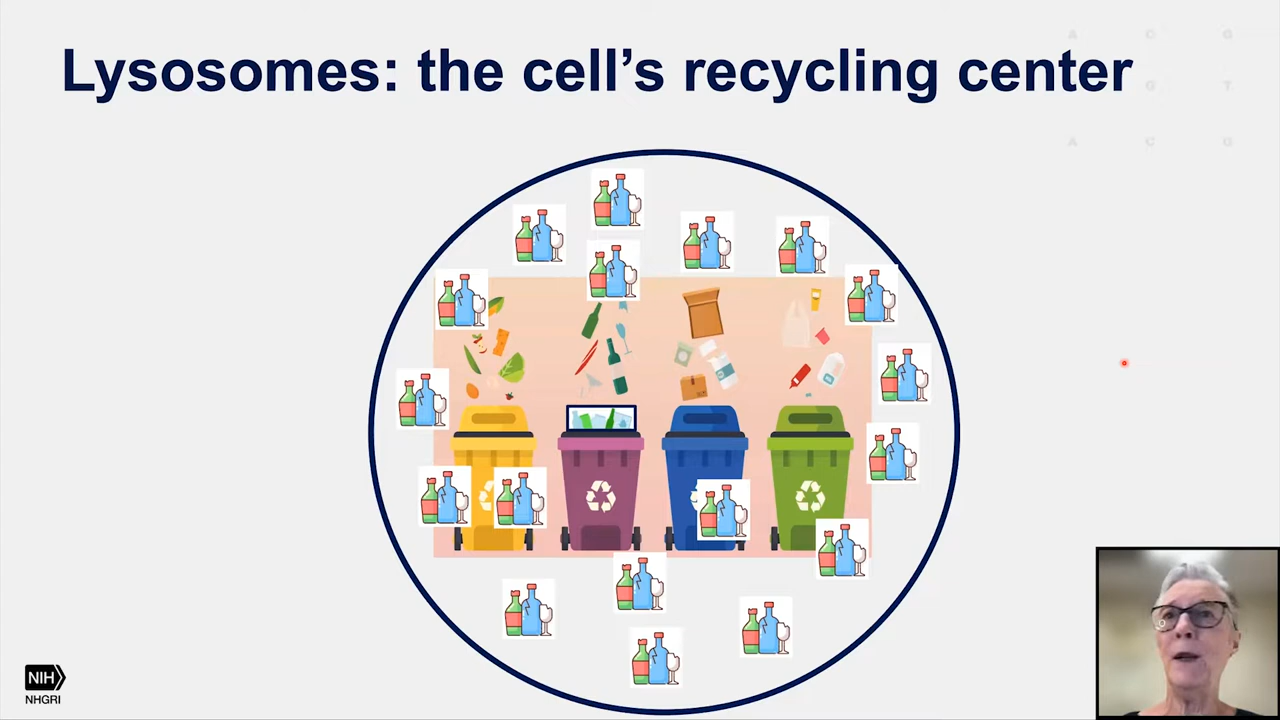 Lysosomes: the cell’s recycling center
A C G
G T
A C G
NIH
NHGRI